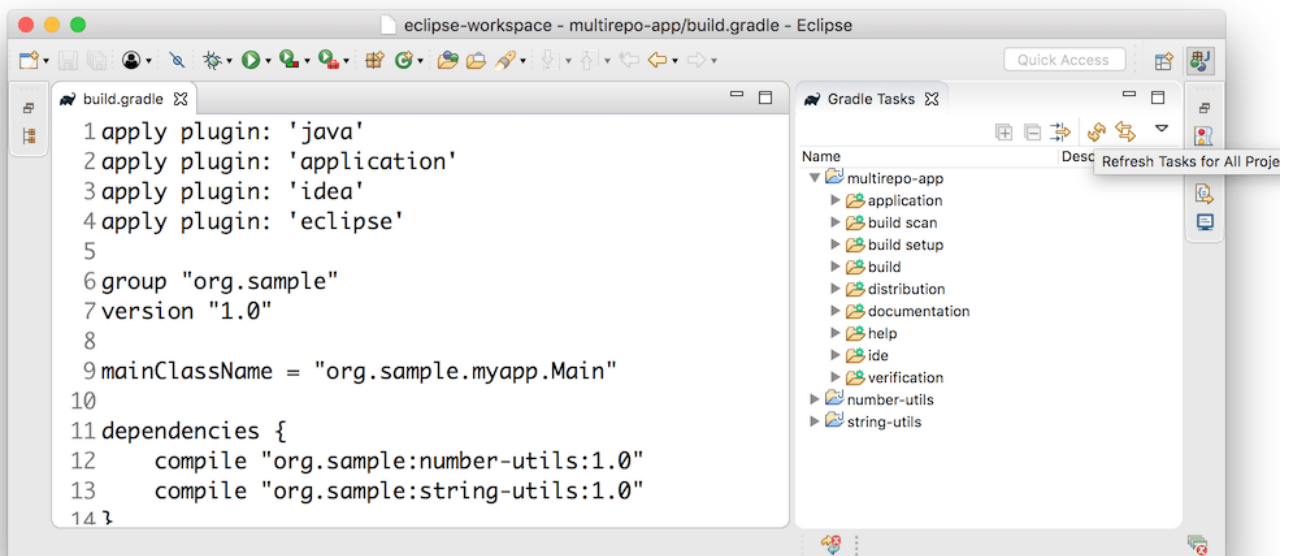 eclipse-workspace - multirepo-app/build.gradle - Eclipse
Quick Access
build.gradle
1 apply plugin: 'java'
2 apply plugin: 'application'
3 apply plugin: 'idea'
4 apply plugin: 'eclipse'
5
6 group "org.sample"
7 version "1.0"
8
9 mainClassName = "org.sample.myapp.Main"
10
11 dependencies {
12 compile "org.sample:number-utils:1.0"
13 compile "org.sample:string-utils:1.0"
14 }
Gradle Tasks
Name Desc
Refresh Tasks for All Proje
multirepo-app
application
build scan
build setup
build
distribution
documentation
help
ide
verification
number-utils
string-utils